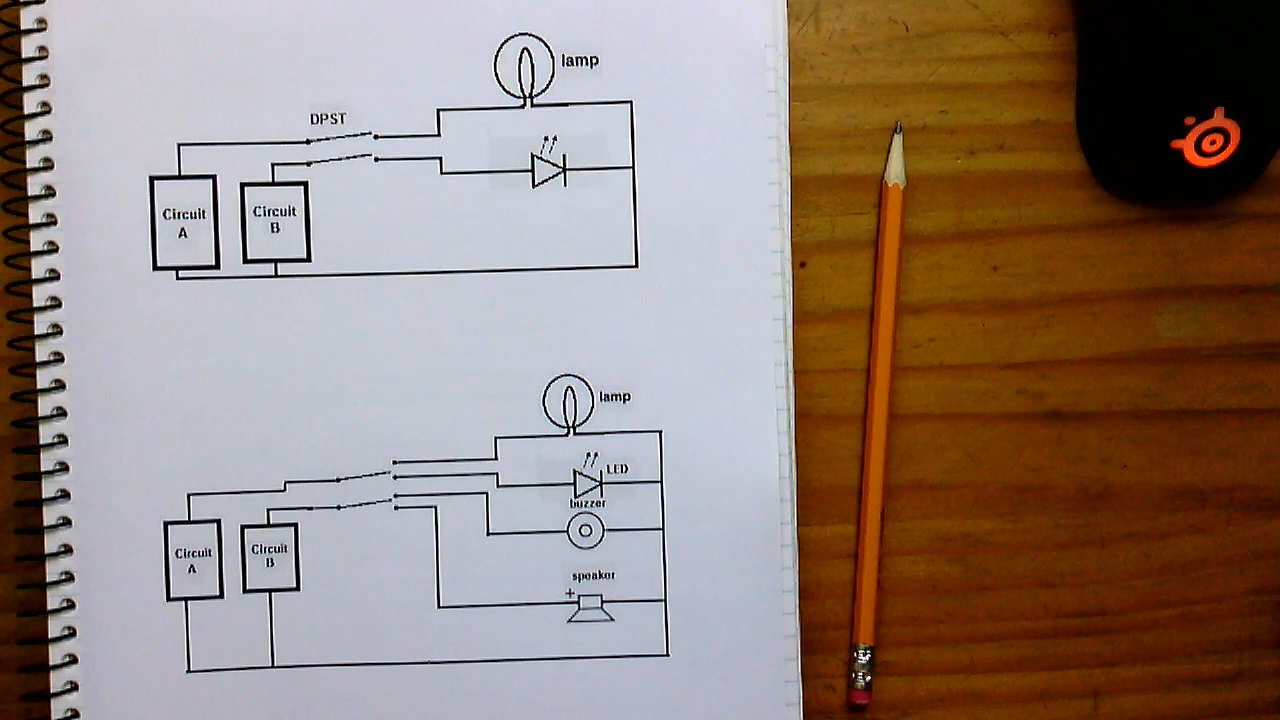 lamp
DPST
Circuit
A
Circuit
B
lamp
LED
buzzer
Circuit
A
Circuit
B
speaker
+